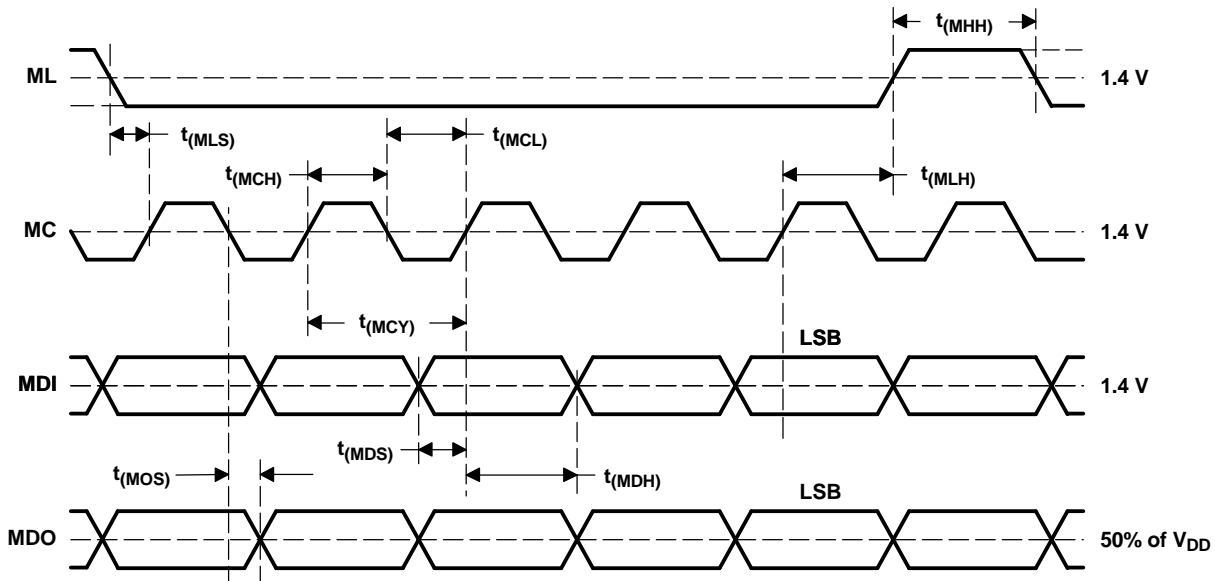 t(MHH)
ML
1.4 V
t(MLS)
t(MCL)
t(MCH)
t(MLH)
MC
1.4 V
t(MCY)
LSB
MDI
1.4 V
t(MDS)
t(MOS)
t(MDH)
LSB
MDO
50% of VDD